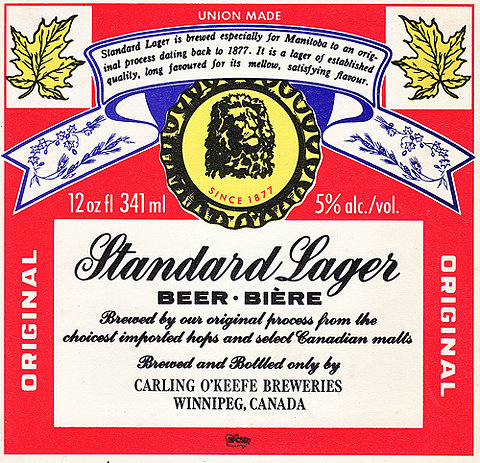 UNION MADE
Standard Lager is brewed especially for Manitoba to an orig-
inal process dating back to 1877. It is a lager of established
quality, long favoured for its mellow, satisfying flavour.
SINCE 1877
12 oz fl 341 ml
5% alc./vol.
ORIGINAL
Standard Lager
BEER · BIÈRE
Brewed by our original process from the
choicest imported hops and select Canadian malts
Brewed and Bottled only by
CARLING O'KEEFE BREWERIES
WINNIPEG, CANADA
ORIGINAL